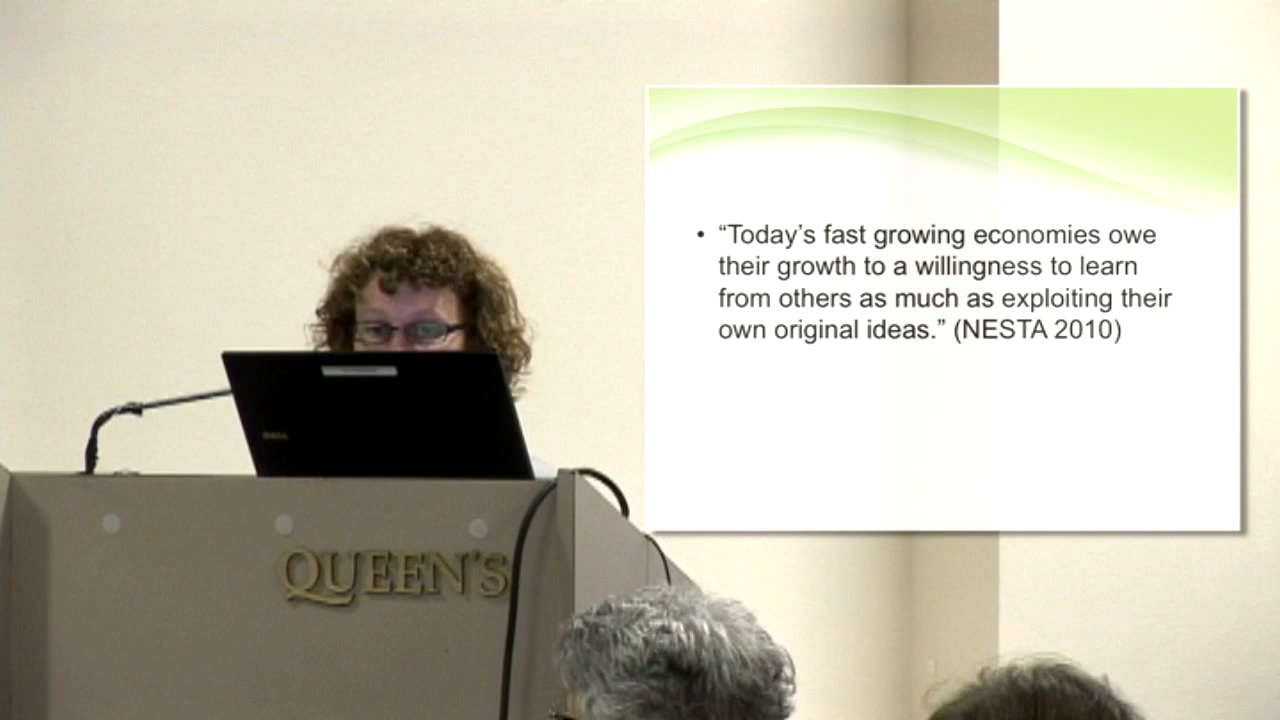 • “Today’s fast growing economies owe
their growth to a willingness to learn
from others as much as exploiting their
own original ideas.” (NESTA 2010)
DELL
QUEEN'S